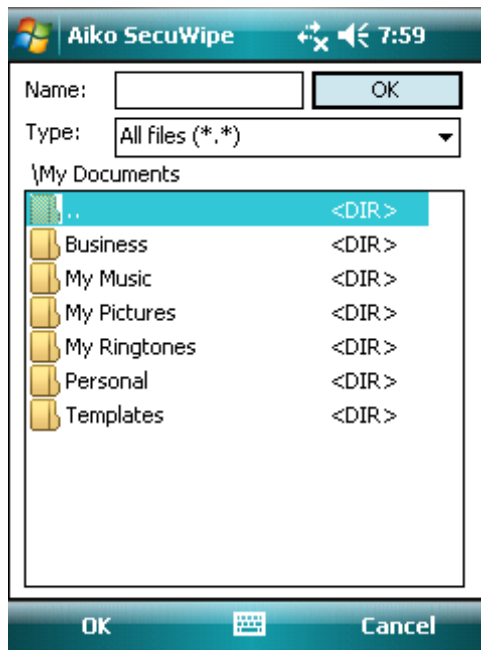 Aiko SecuWipe 7:59
Name: OK
Type: All files (*.*)
\My Documents
.. <DIR>
Business <DIR>
My Music <DIR>
My Pictures <DIR>
My Ringtones <DIR>
Personal <DIR>
Templates <DIR>
OK Cancel